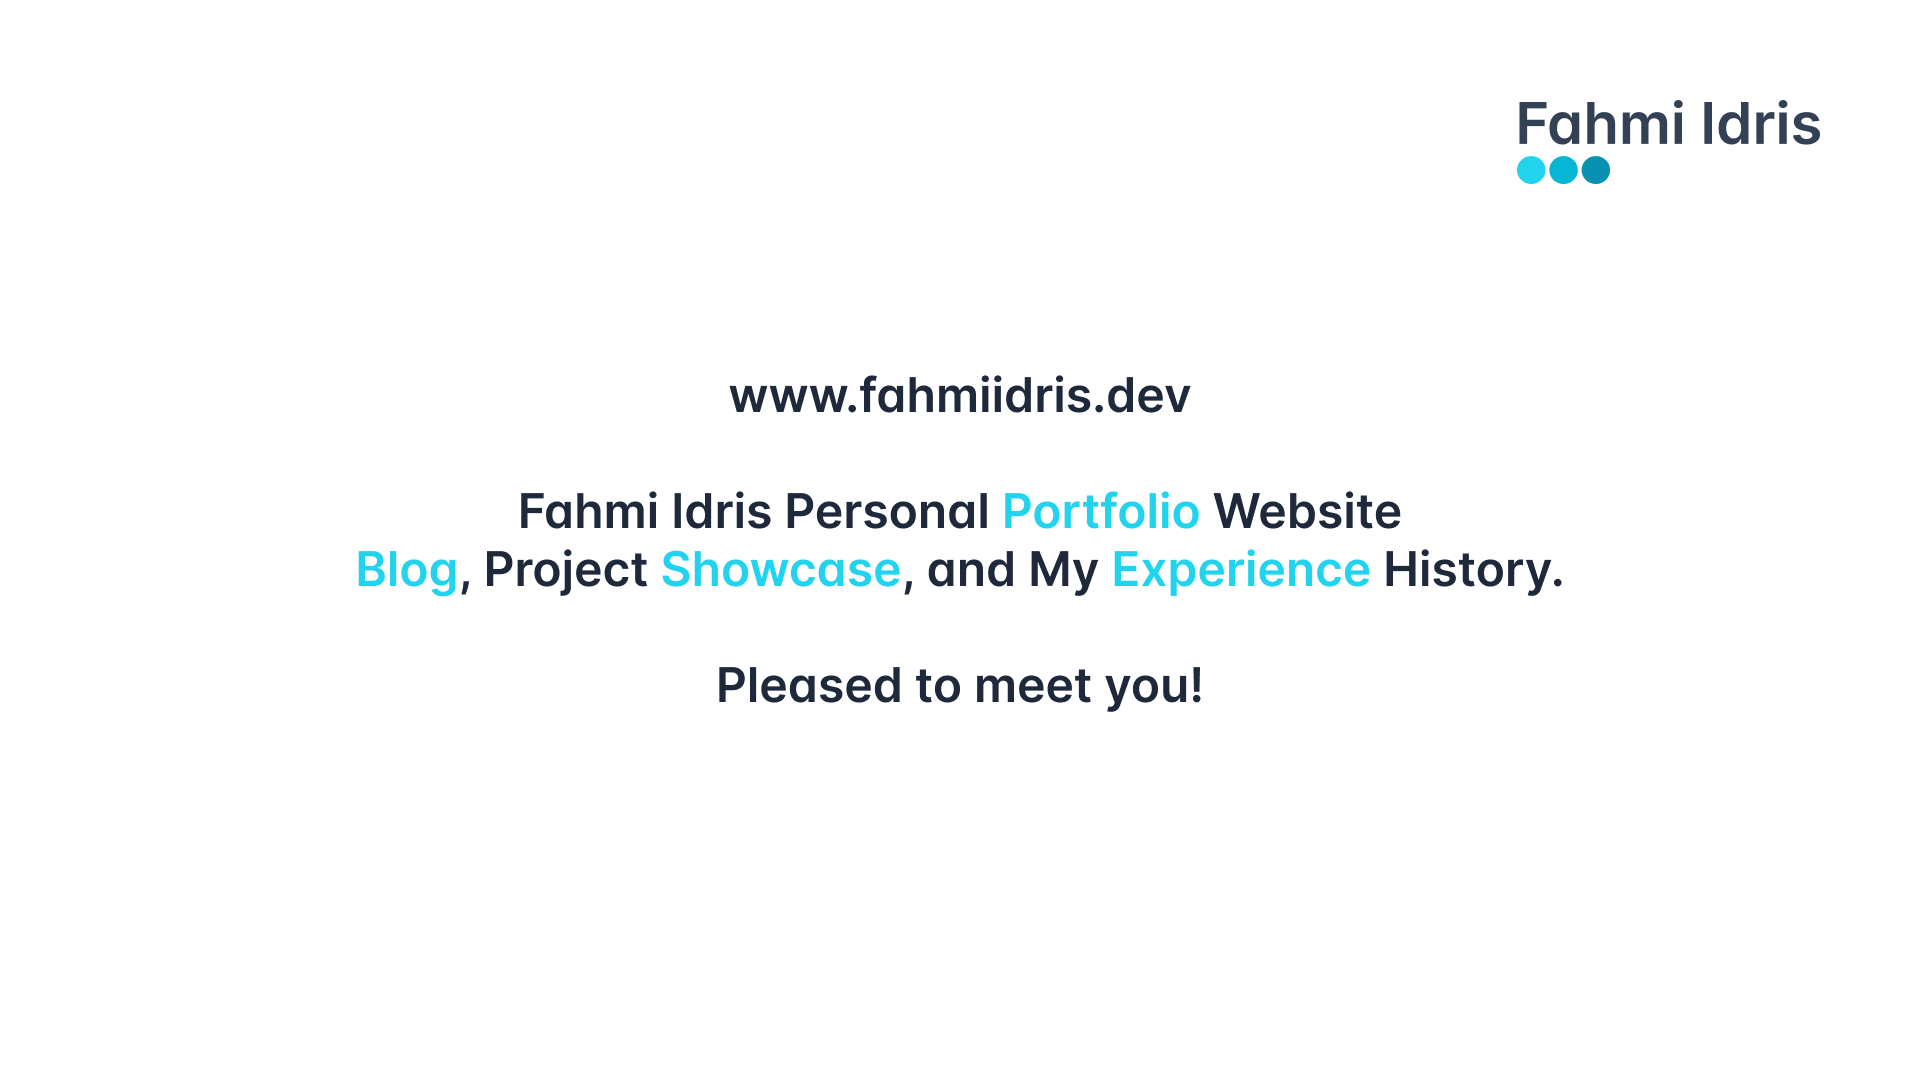 Fahmi Idris
www.fahmiidris.dev
Fahmi Idris Personal Portfolio Website
Blog, Project Showcase, and My Experience History.
Pleased to meet you!